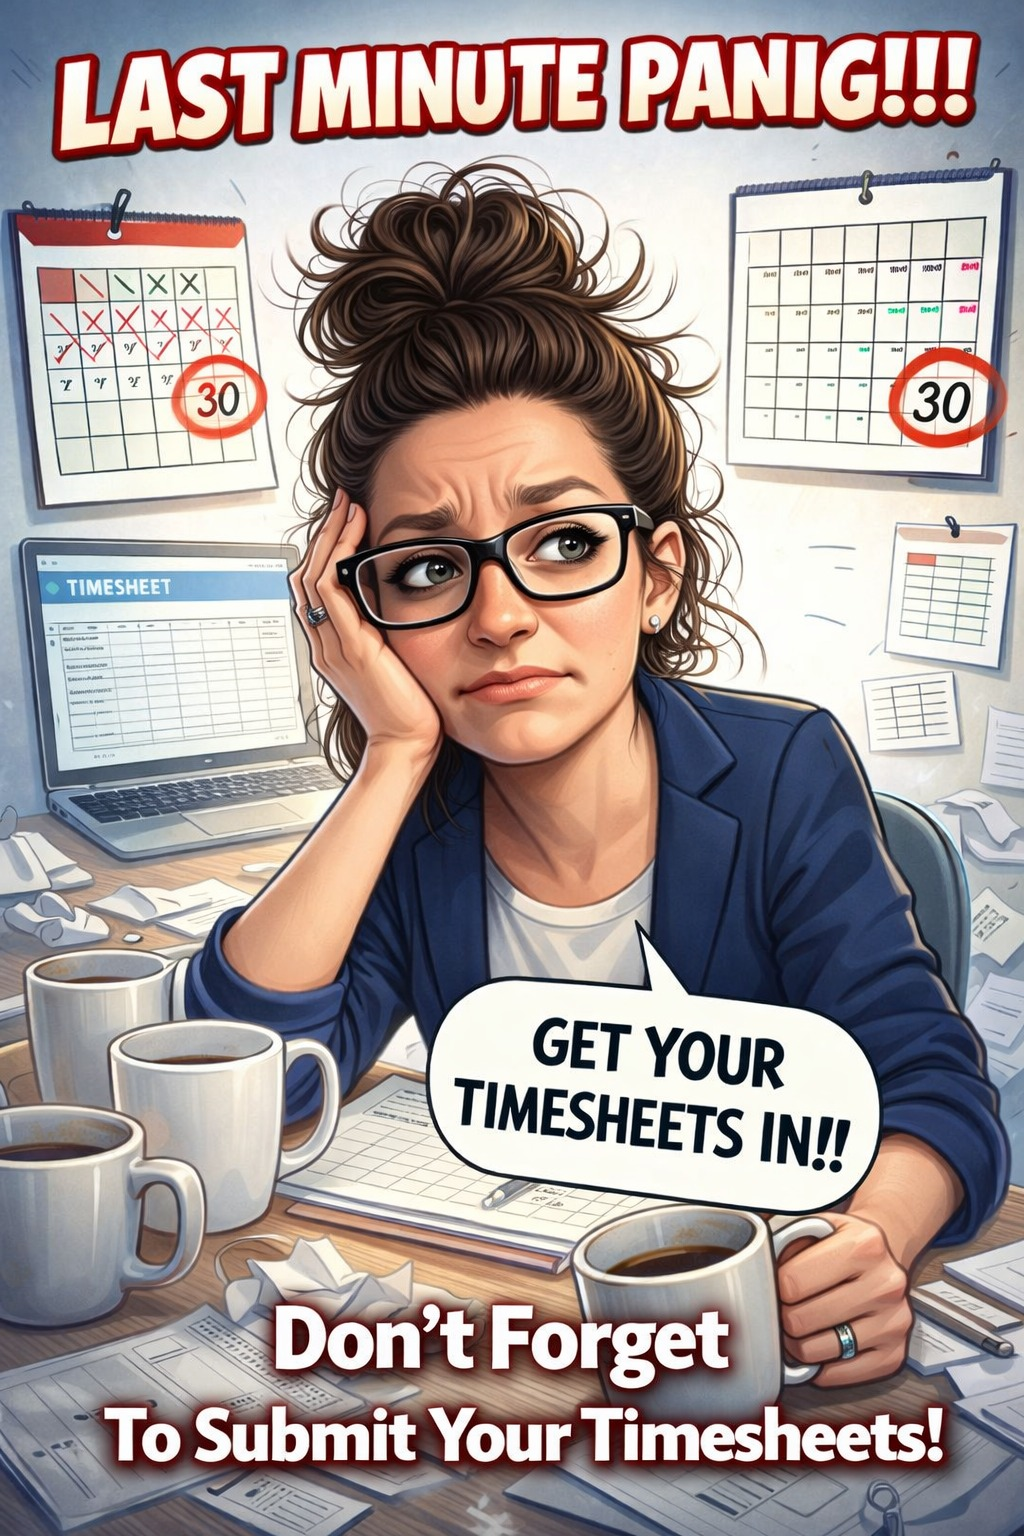 LAST MINUTE PANIG!!!
30
30
TIMESHEET
GET YOUR
TIMESHEETS IN!!
Don't Forget
To Submit Your Timesheets!